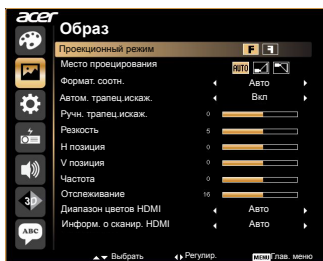 acer
Образ
Проекционный режим F F
Место проецирования AUTO
Формат. соотн. Авто
Автом. трапец.искаж. Вкл
Ручн. трапец.искаж. 0
Резкость 5
H позиция 0
V позиция 0
Частота 0
Отслеживание 16
Диапазон цветов HDMI Авто
Информ. о сканир. HDMI Авто
3D
ABC
Выбрать Регулир. MENU Глав. меню